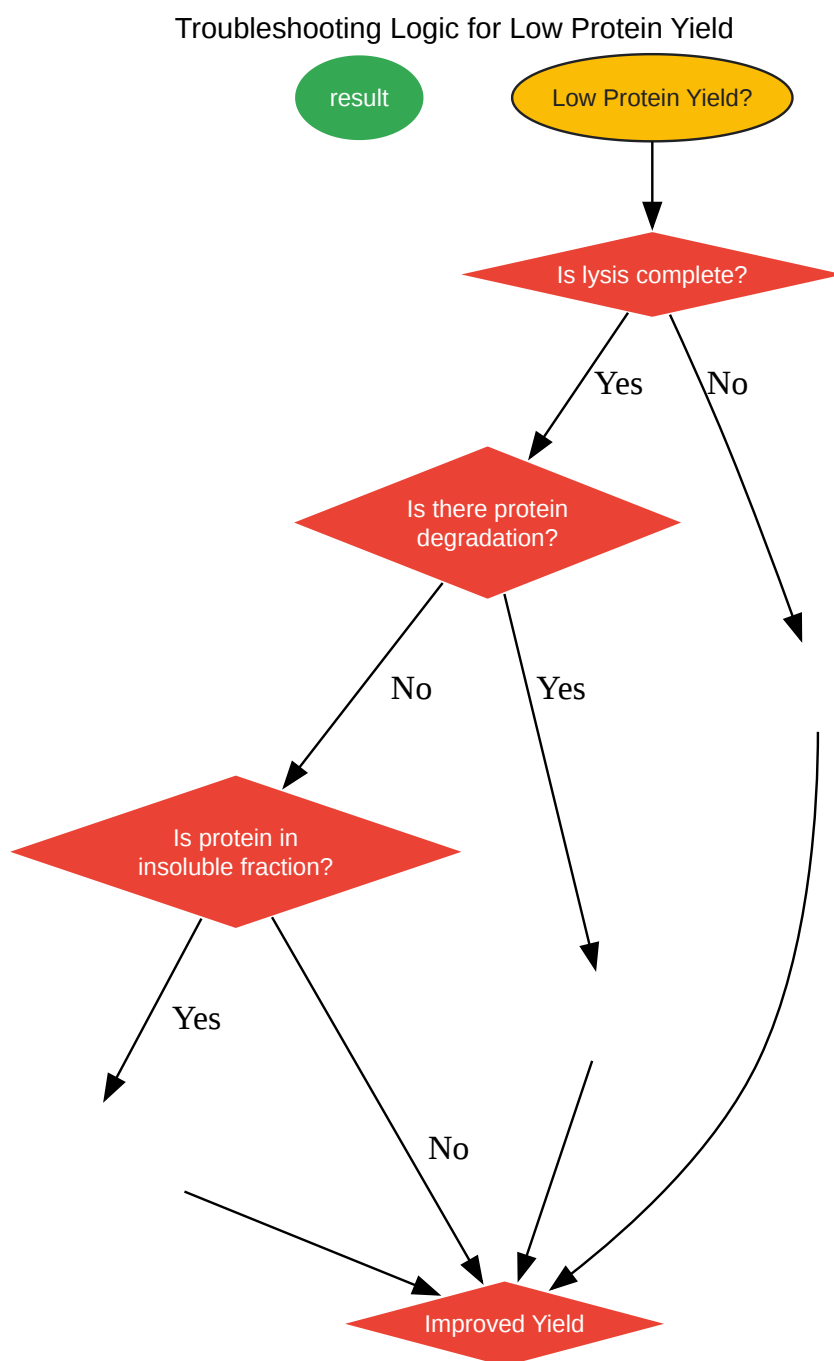 Troubleshooting Logic for Low Protein Yield
result
Low Protein Yield?
Is lysis complete?
Yes
No
Is there protein
degradation?
No
Yes
Is protein in
insoluble fraction?
Yes
No
Improved Yield